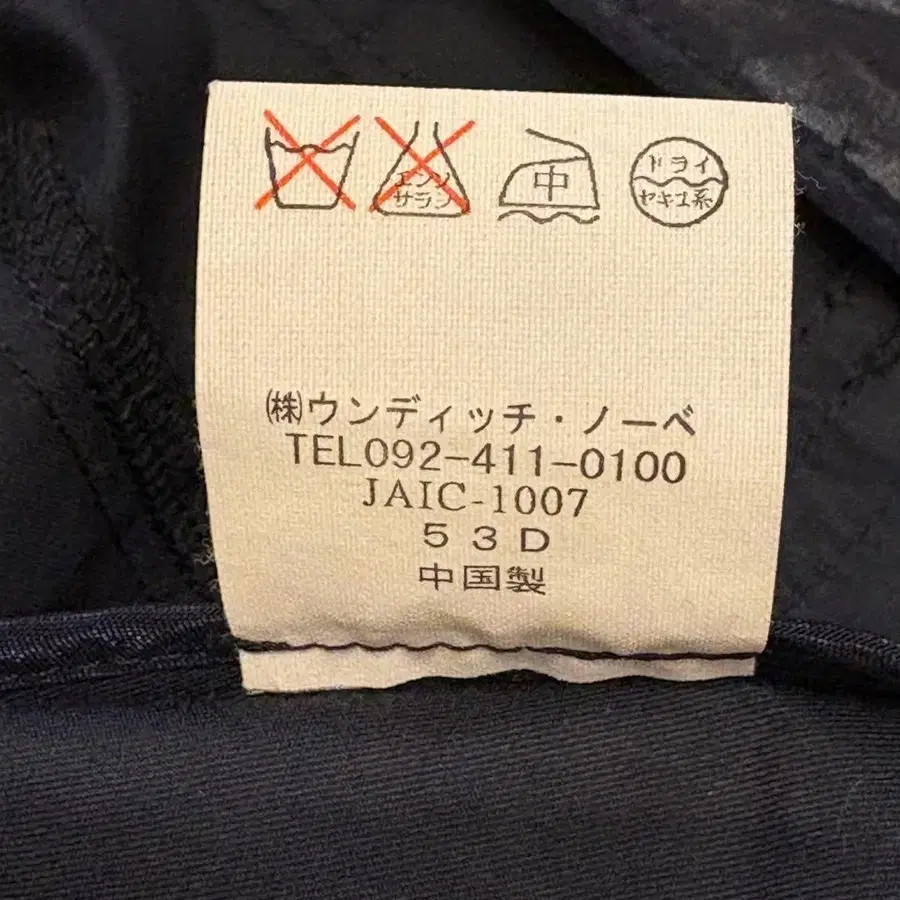 エンソ
サラシ
中
ドライ
セキユ系
㈱ウンディッチ・ノーベ
TEL092-411-0100
JAIC-1007
53D
中国製